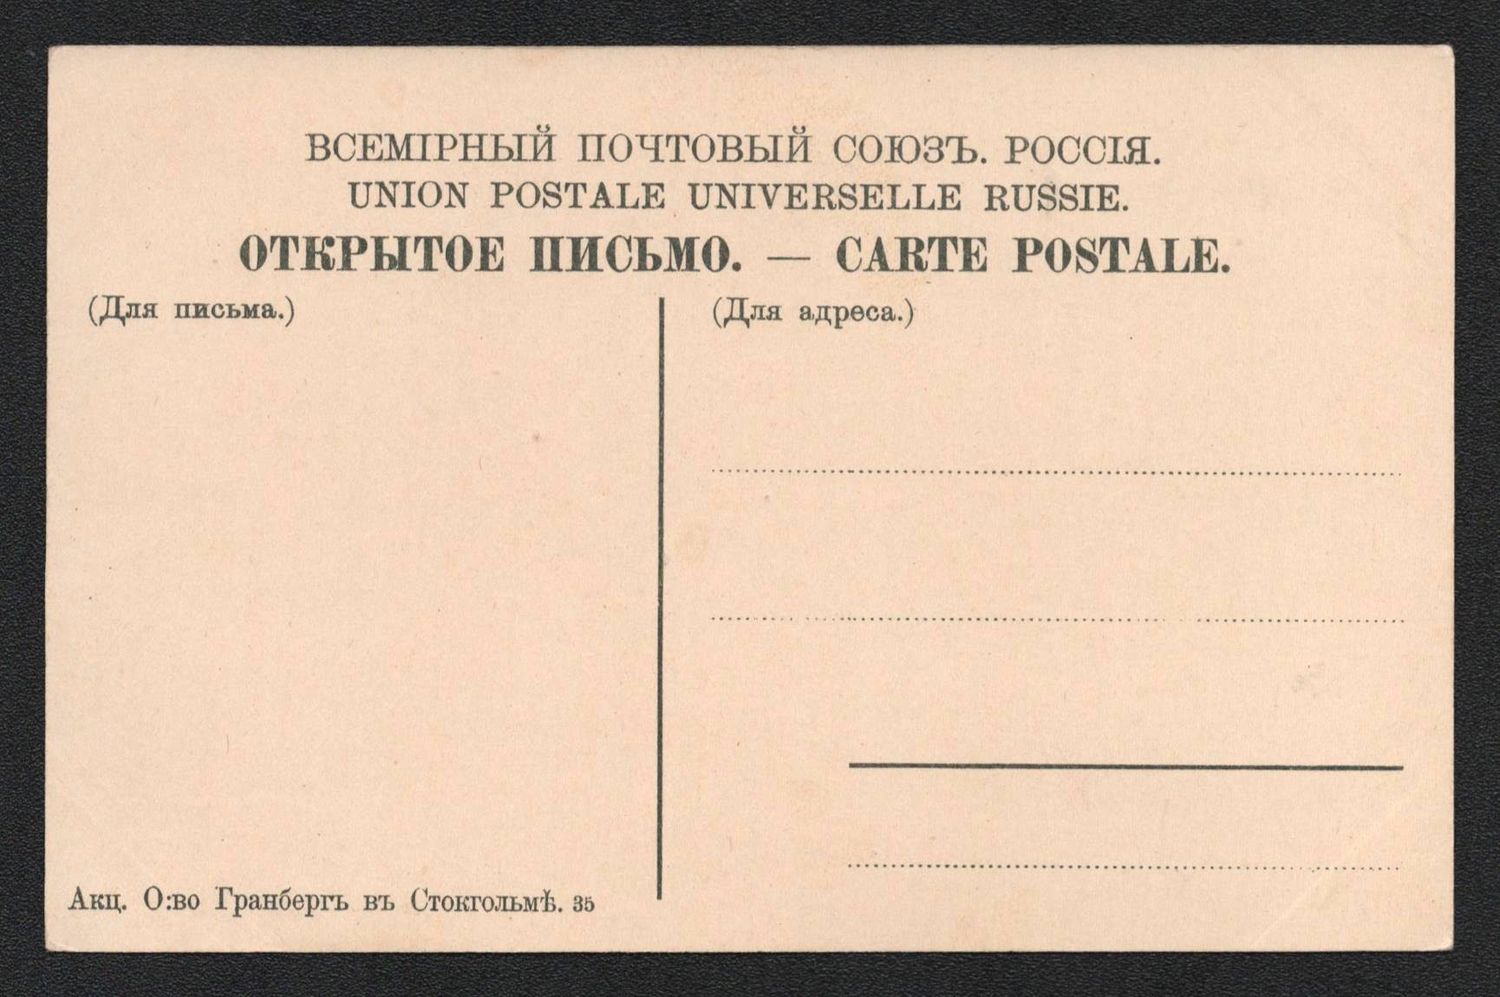 ВСЕМІРНЫЙ ПОЧТОВЫЙ СОЮЗЪ. РОССІЯ.
UNION POSTALE UNIVERSELLE RUSSIE.
ОТКРЫТОЕ ПИСЬМО. — CARTE POSTALE.
(Для письма.)
(Для адреса.)
Акц. О:во Гранбергъ въ Стокгольмѣ. 35